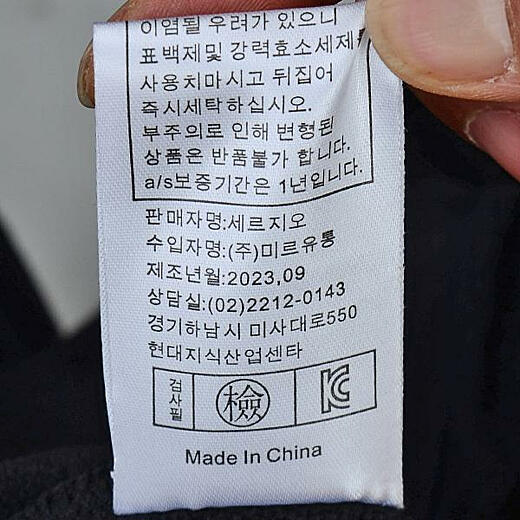 이염될 우려가 있으니
표백제및 강력효소세제를
사용치마시고 뒤집어
즉시세탁하십시오.
부주의로 인해 변형된
상품은 반품불가 합니다.
a/s보증기간은 1년입니다.
판매자명:세르지오
수입자명:(주)미르유통
제조년월:2023,09
상담실:(02)2212-0143
경기하남시 미사대로550
현대지식산업센타
검사필 檢 KC
Made In China